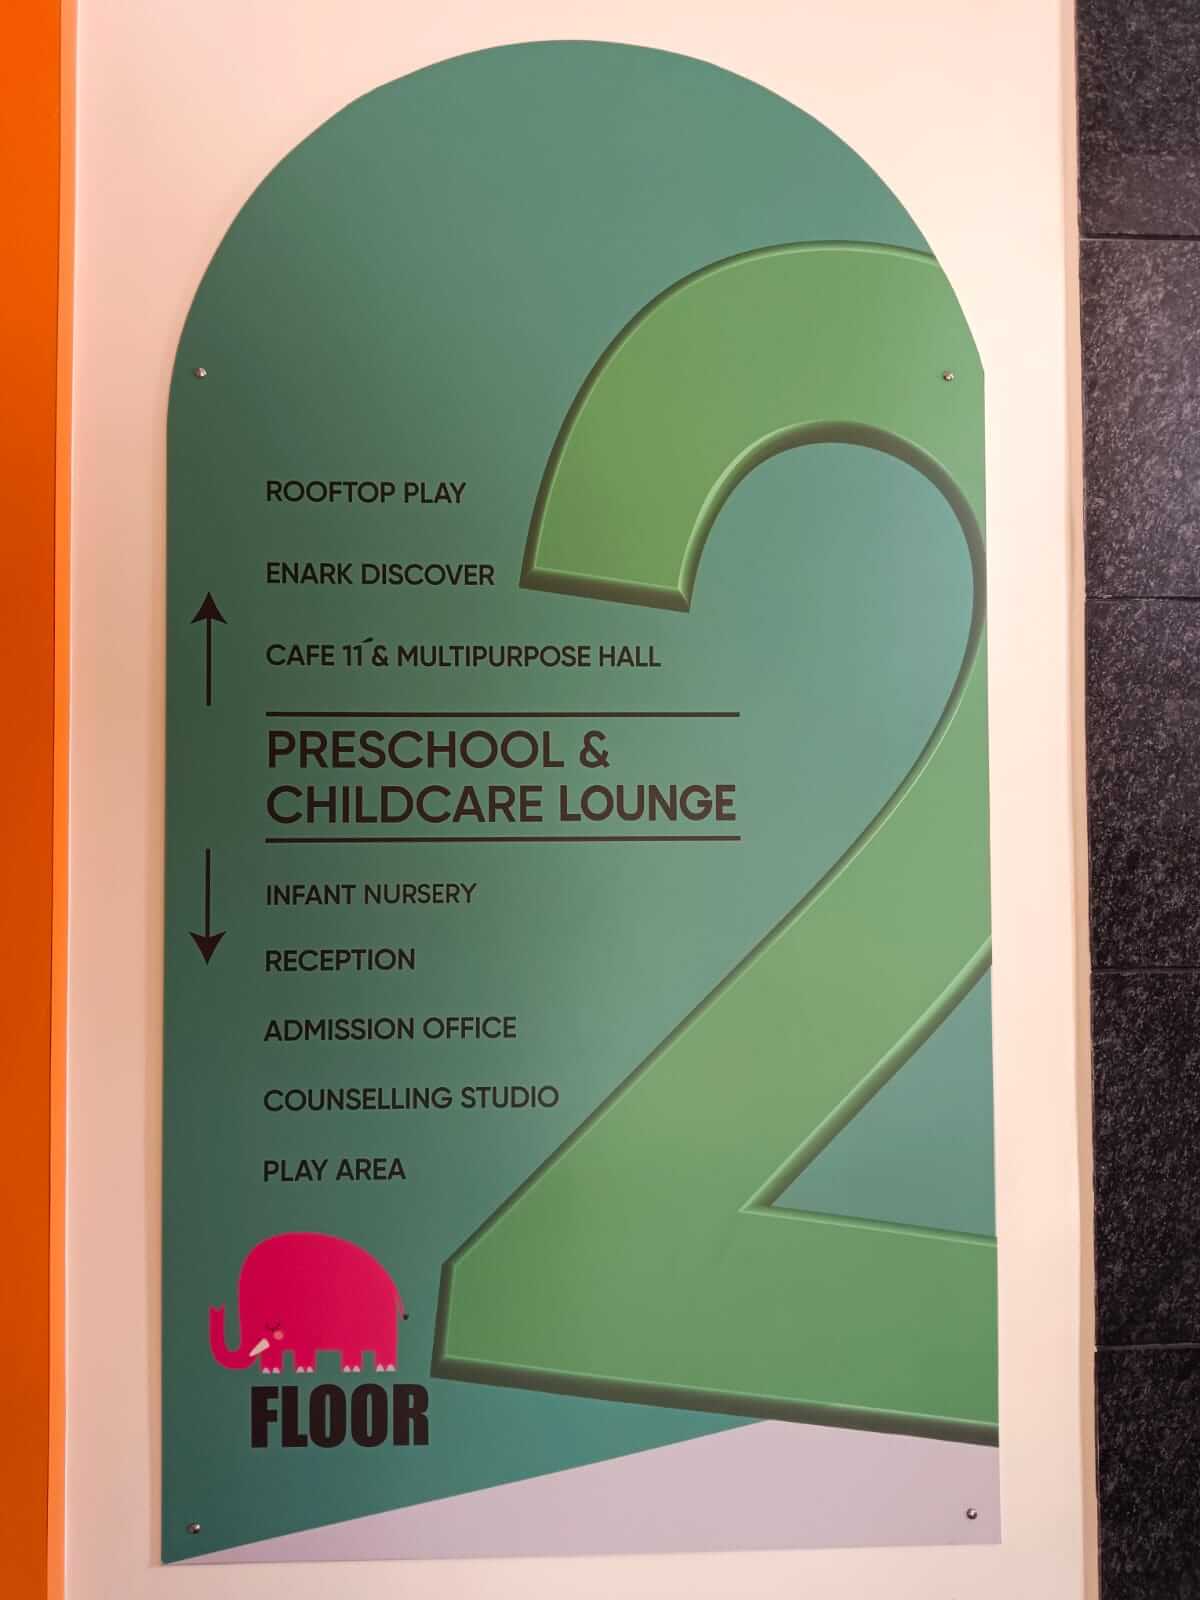 ROOFTOP PLAY
ENARK DISCOVER
CAFE 11´& MULTIPURPOSE HALL
PRESCHOOL &
CHILDCARE LOUNGE
INFANT NURSERY
RECEPTION
ADMISSION OFFICE
COUNSELLING STUDIO
PLAY AREA
FLOOR
2